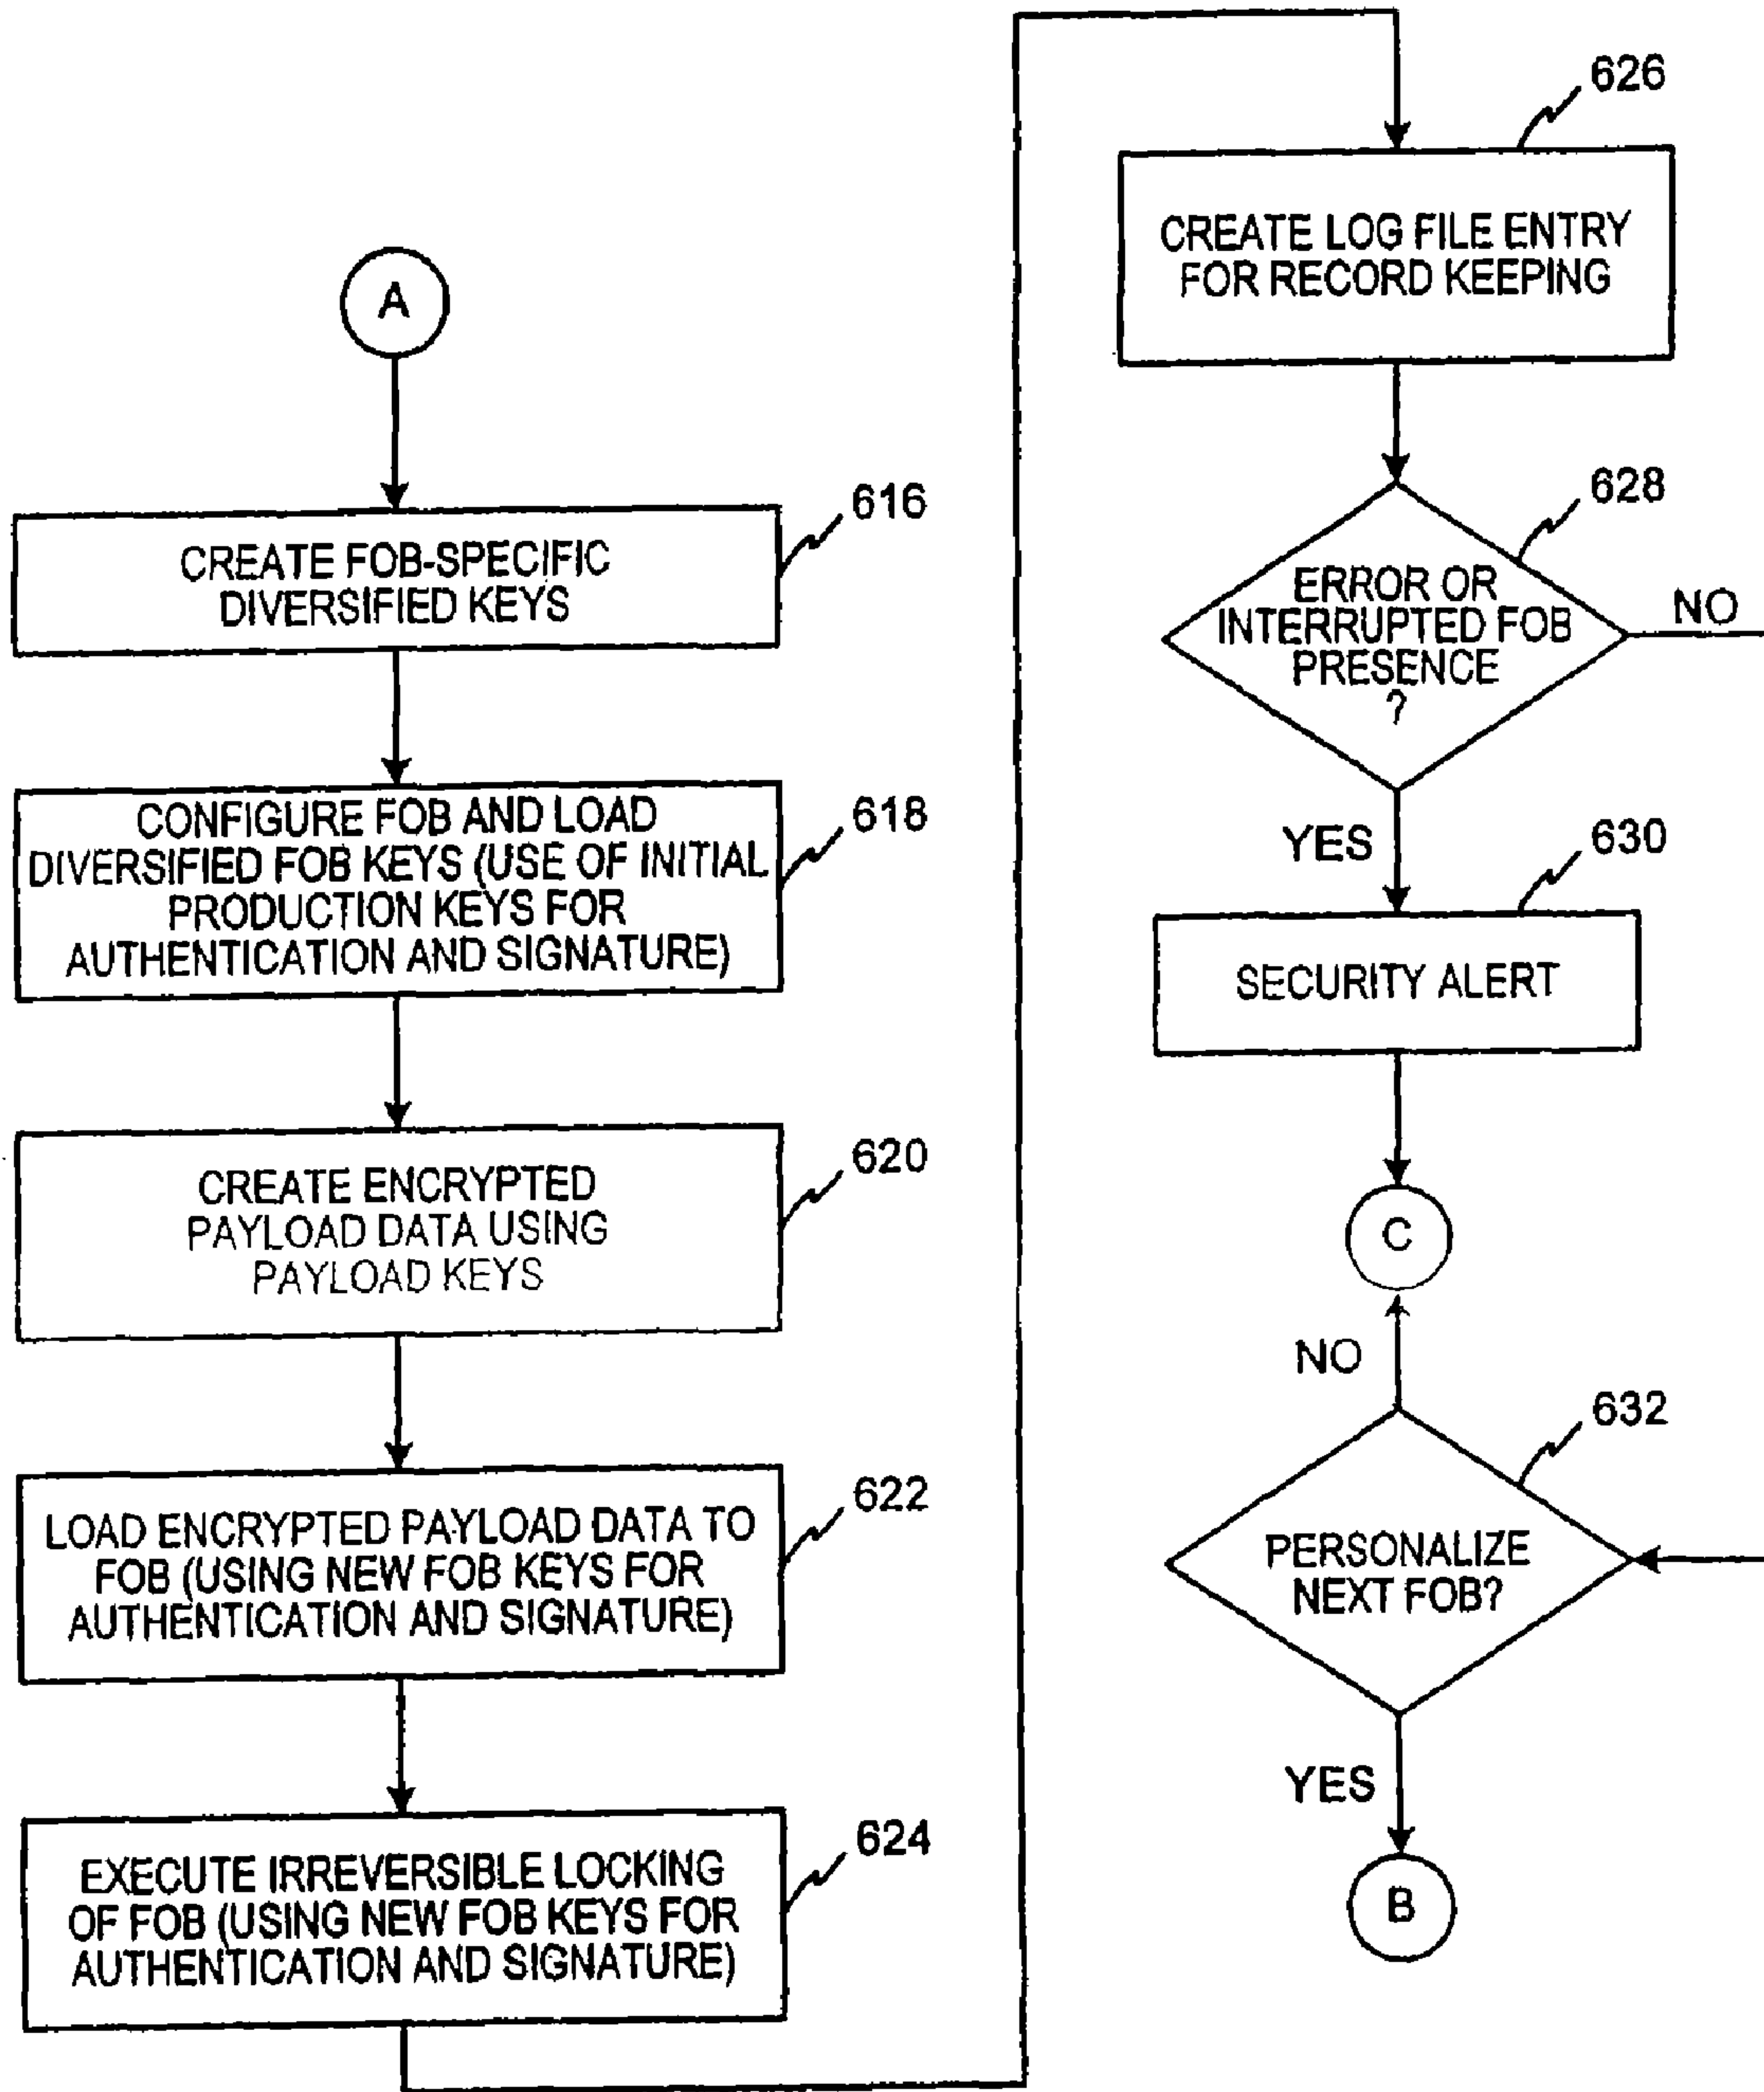 A
616
CREATE FOB-SPECIFIC
DIVERSIFIED KEYS
618
CONFIGURE FOB AND LOAD
DIVERSIFIED FOB KEYS (USE OF INITIAL
PRODUCTION KEYS FOR
AUTHENTICATION AND SIGNATURE)
620
CREATE ENCRYPTED
PAYLOAD DATA USING
PAYLOAD KEYS
622
LOAD ENCRYPTED PAYLOAD DATA TO
FOB (USING NEW FOB KEYS FOR
AUTHENTICATION AND SIGNATURE)
624
EXECUTE IRREVERSIBLE LOCKING
OF FOB (USING NEW FOB KEYS FOR
AUTHENTICATION AND SIGNATURE)
626
CREATE LOG FILE ENTRY
FOR RECORD KEEPING
628
ERROR OR
INTERRUPTED FOB
PRESENCE
?
NO
YES
630
SECURITY ALERT
C
NO
632
PERSONALIZE
NEXT FOB?
YES
B